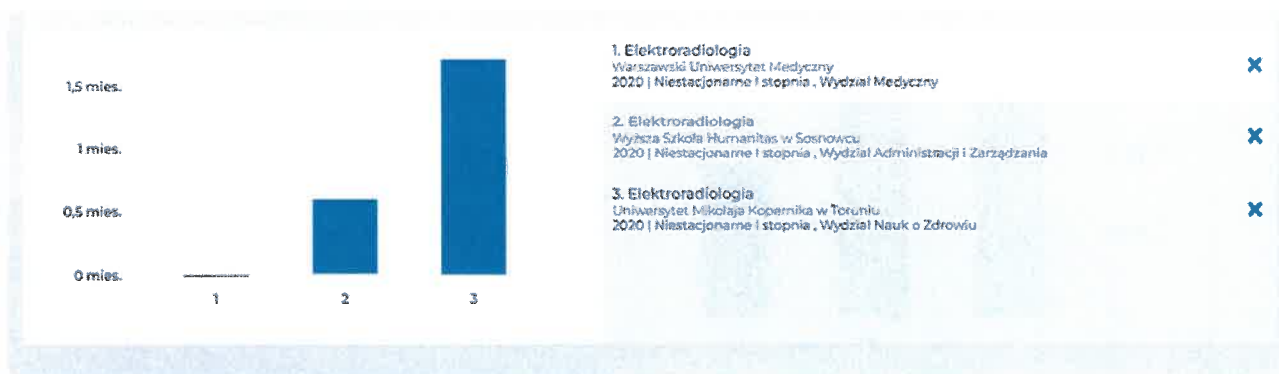 1,5 mies.
1 mies.
0,5 mies.
0 mies.
1
2
3
1. Elektroradiologia
Warszawski Uniwersytet Medyczny
2020 | Niestacjonarne I stopnia , Wydział Medyczny
2. Elektroradiologia
Wyższa Szkoła Humanitas w Sosnowcu
2020 | Niestacjonarne I stopnia , Wydział Administracji i Zarządzania
3. Elektroradiologia
Uniwersytet Mikołaja Kopernika w Toruniu
2020 | Niestacjonarne I stopnia , Wydział Nauk o Zdrowiu